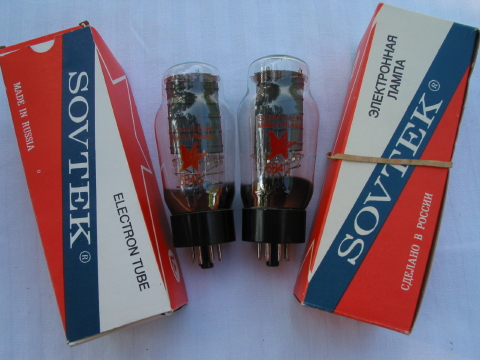 MADE IN RUSSIA
SOVTEK®
ELECTRON TUBE
ЭЛЕКТРОННАЯ
ЛАМПА
SOVTEK®
СДЕЛАНО В РОССИИ